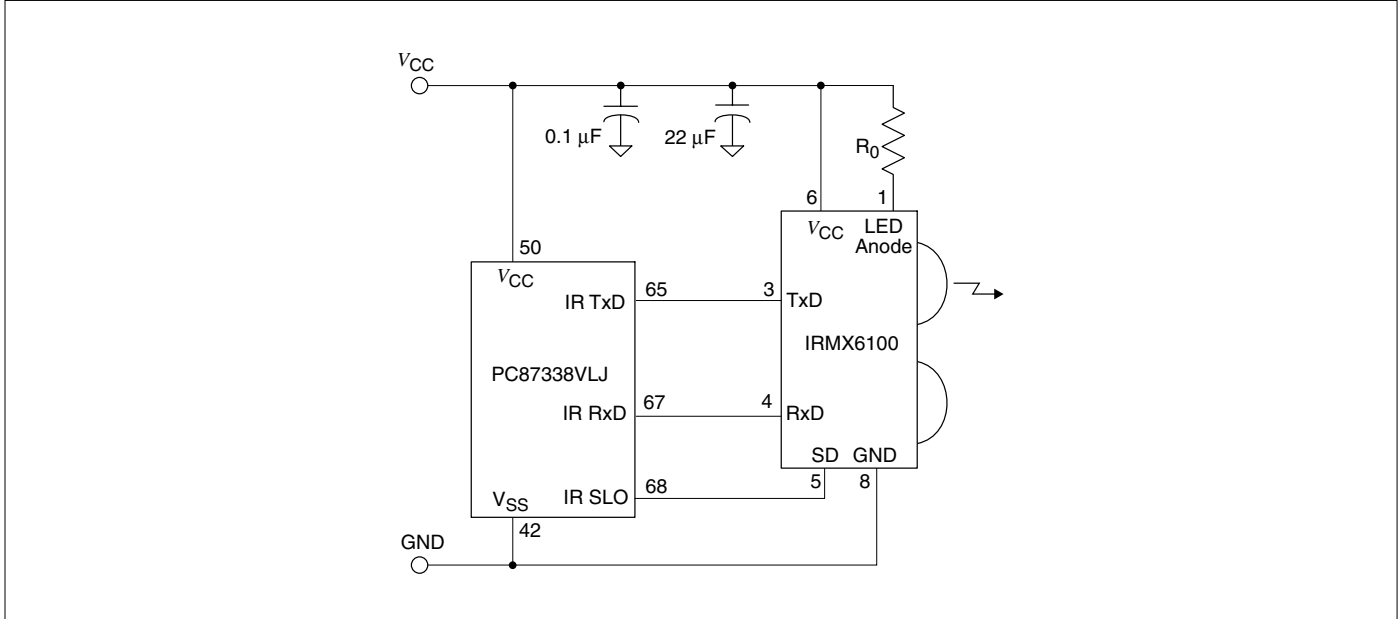 VCC
0.1 µF
22 µF
R0
6
1
VCC
LED
Anode
50
VCC
IR TxD
65
3
TxD
IRMX6100
PC87338VLJ
IR RxD
67
4
RxD
SD
GND
5
8
IR SLO
68
VSS
42
GND